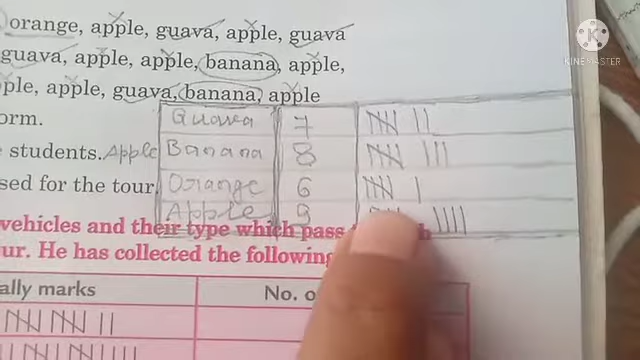 orange, apple, guava, apple, guava
guava, apple, apple, banana, apple,
apple, guava, banana, apple
Guava 7
orm.
students. Apple Banana 8
sed for the tour. Orange 6
Apple 9
vehicles and their type which pass
ur. He has collected the following
ally marks No. o
KINEMASTER